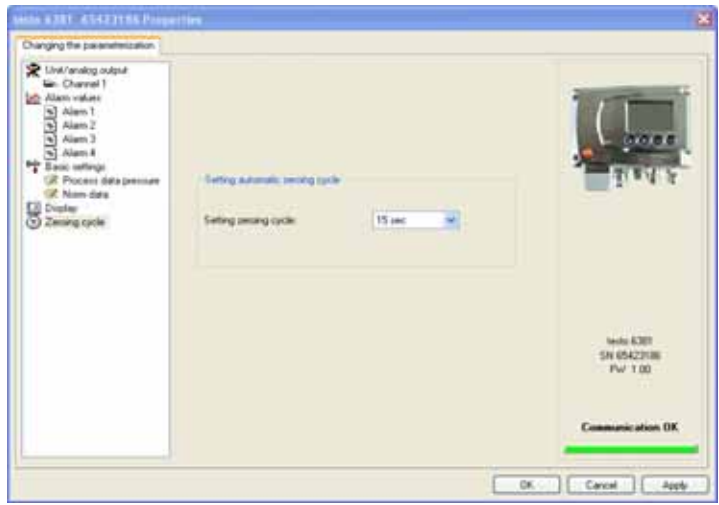 testo 6381 65423186 Properties
Changing the parameterization
Unit/analog output
Channel 1
Alarm values
Alarm 1
Alarm 2
Alarm 3
Alarm 4
Basic settings
Process data pressure
Norm data
Display
Zeroing cycle
Setting automatic zeroing cycle
Setting zeroing cycle:
15 sec
testo 6381
SN 65423186
FW 1.00
Communication OK
OK
Cancel
Apply